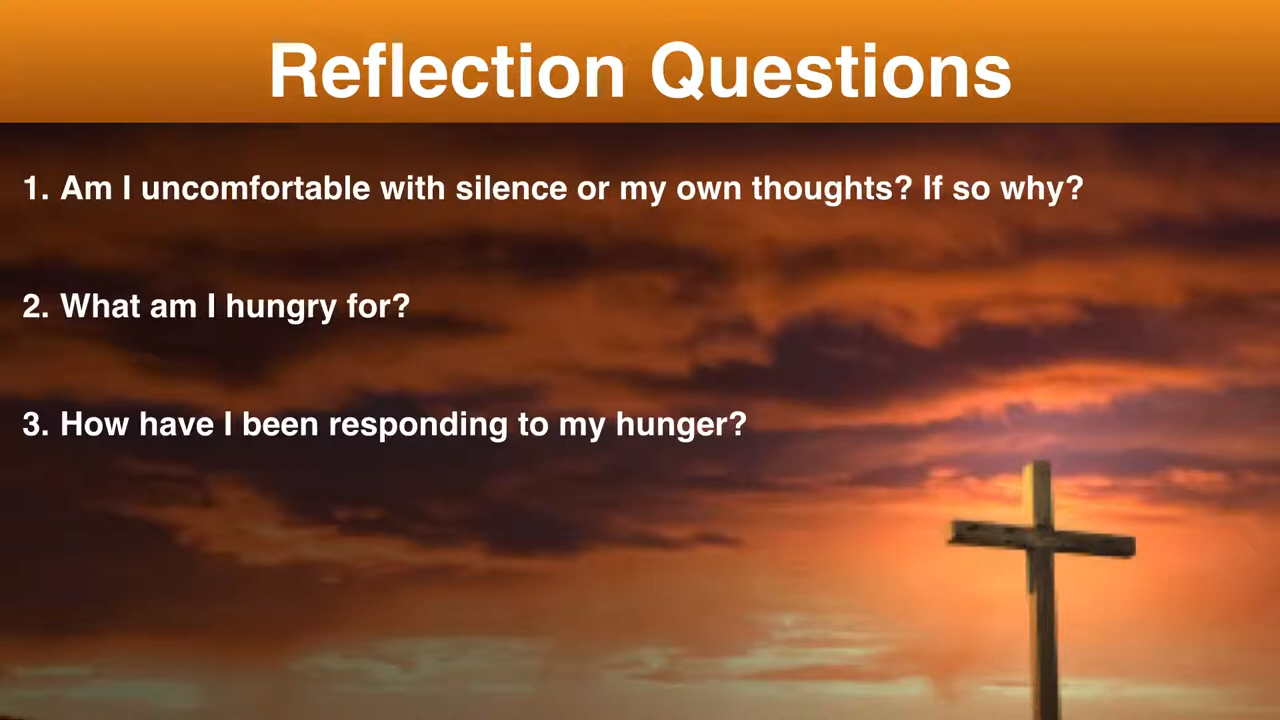 Reflection Questions
1. Am I uncomfortable with silence or my own thoughts? If so why?
2. What am I hungry for?
3. How have I been responding to my hunger?